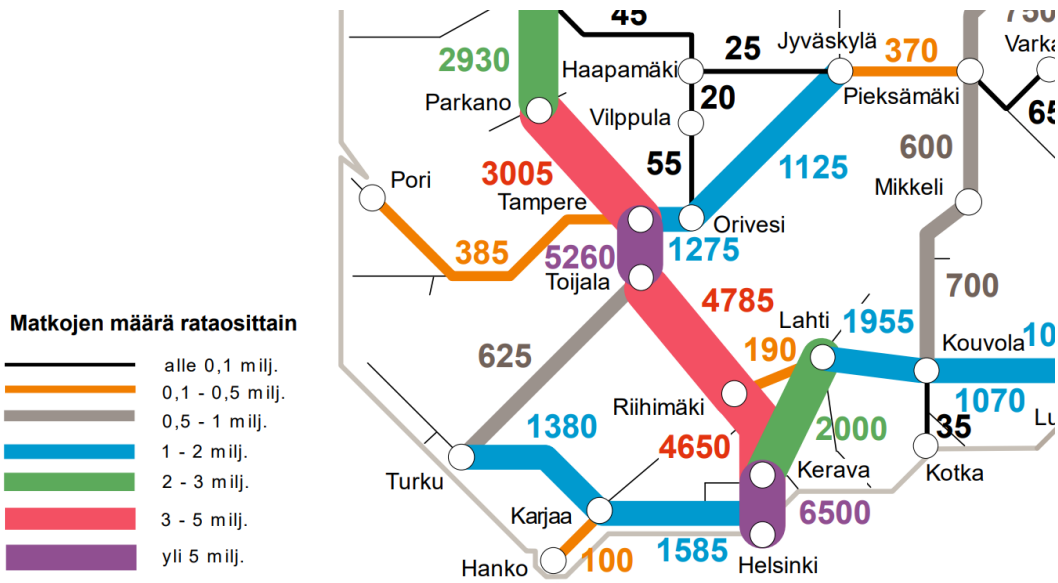 45
750
25
Jyväskylä
370
2930
Haapamäki
Varka
Parkano
20
Pieksämäki
65
Vilppula
600
55
1125
3005
Pori
Mikkeli
Tampere
Orivesi
385
5260
1275
Toijala
4785
700
Matkojen määrä rataosittain
Lahti
1955
190
Kouvola
10
625
alle 0,1 milj.
0,1 - 0,5 milj.
1070
Riihimäki
0,5 - 1 milj.
1380
2000
35
Lu
1 - 2 milj.
4650
Turku
Kerava
Kotka
2 - 3 milj.
6500
Karjaa
3 - 5 milj.
1585
yli 5 milj.
100
Hanko
Helsinki